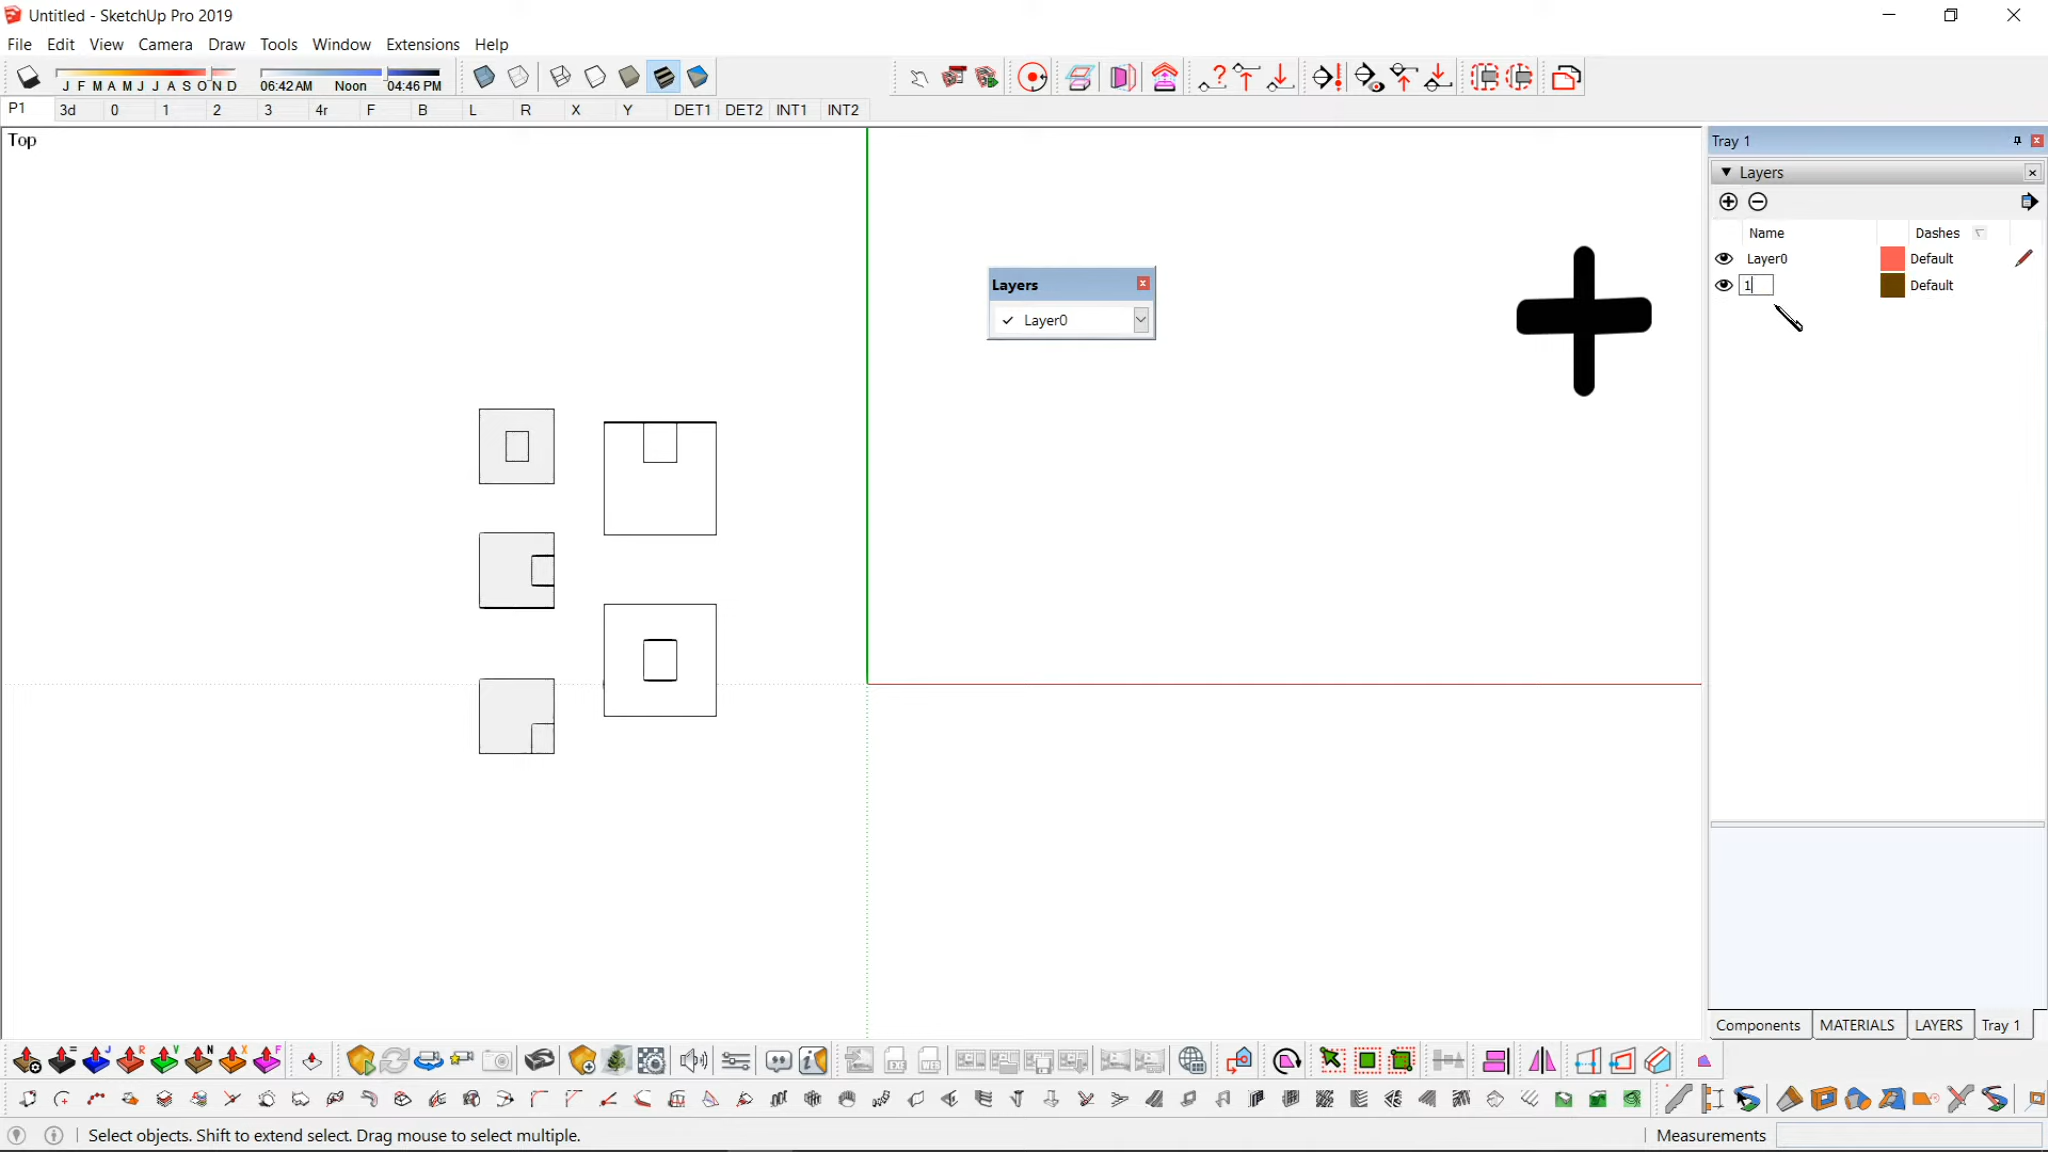 Untitled - SketchUp Pro 2019
File Edit View Camera Draw Tools Window Extensions Help
J F M A M J J A S O N D 06:42 AM Noon 04:46 PM
P1 3d 0 1 2 3 4r F B L R X Y DET1 DET2 INT1 INT2
Top
Layers
Layer0
Tray 1
Layers
Name Dashes
Layer0 Default
1 Default
Components MATERIALS LAYERS Tray 1
= J R V N X F
Select objects. Shift to extend select. Drag mouse to select multiple.
Measurements